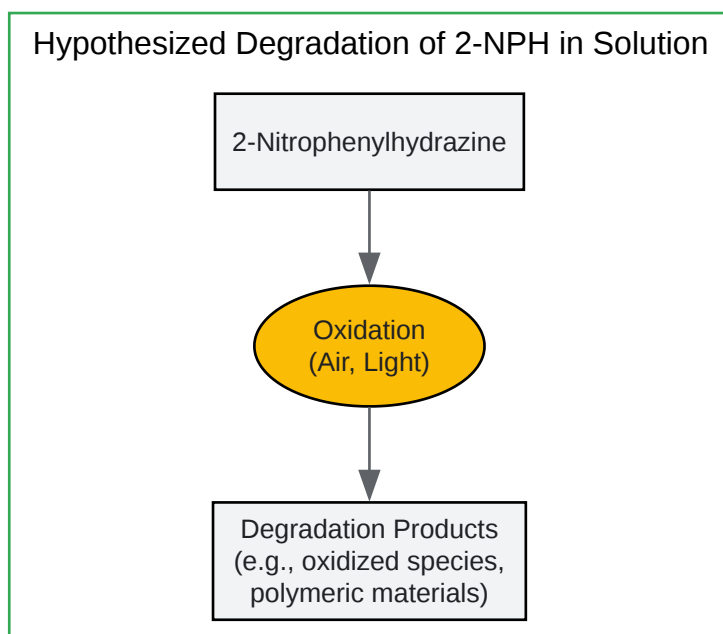 Hypothesized Degradation of 2-NPH in Solution
2-Nitrophenylhydrazine
Oxidation
(Air, Light)
Degradation Products
(e.g., oxidized species,
polymeric materials)